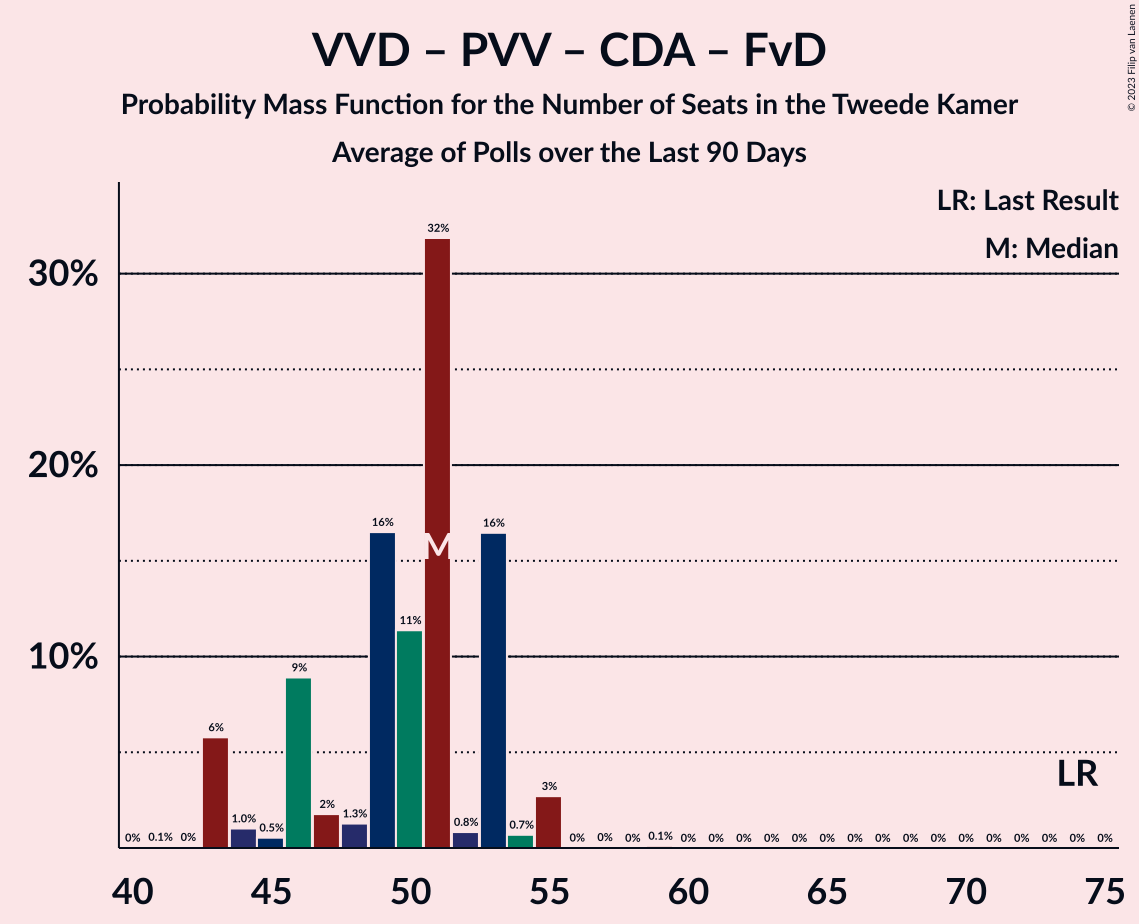 VVD – PVV – CDA – FvD
Probability Mass Function for the Number of Seats in the Tweede Kamer
Average of Polls over the Last 90 Days
© 2023 Filip van Laenen
LR: Last Result
M: Median
30%
20%
10%
0% 0.1% 0% 6% 1.0% 0.5% 9% 2% 1.3% 16% 11% 32% 0.8% 16% 0.7% 3% 0% 0% 0% 0.1% 0% 0% 0% 0% 0% 0% 0% 0% 0% 0% 0% 0% 0% 0% 0% 0%
M
LR
40 45 50 55 60 65 70 75